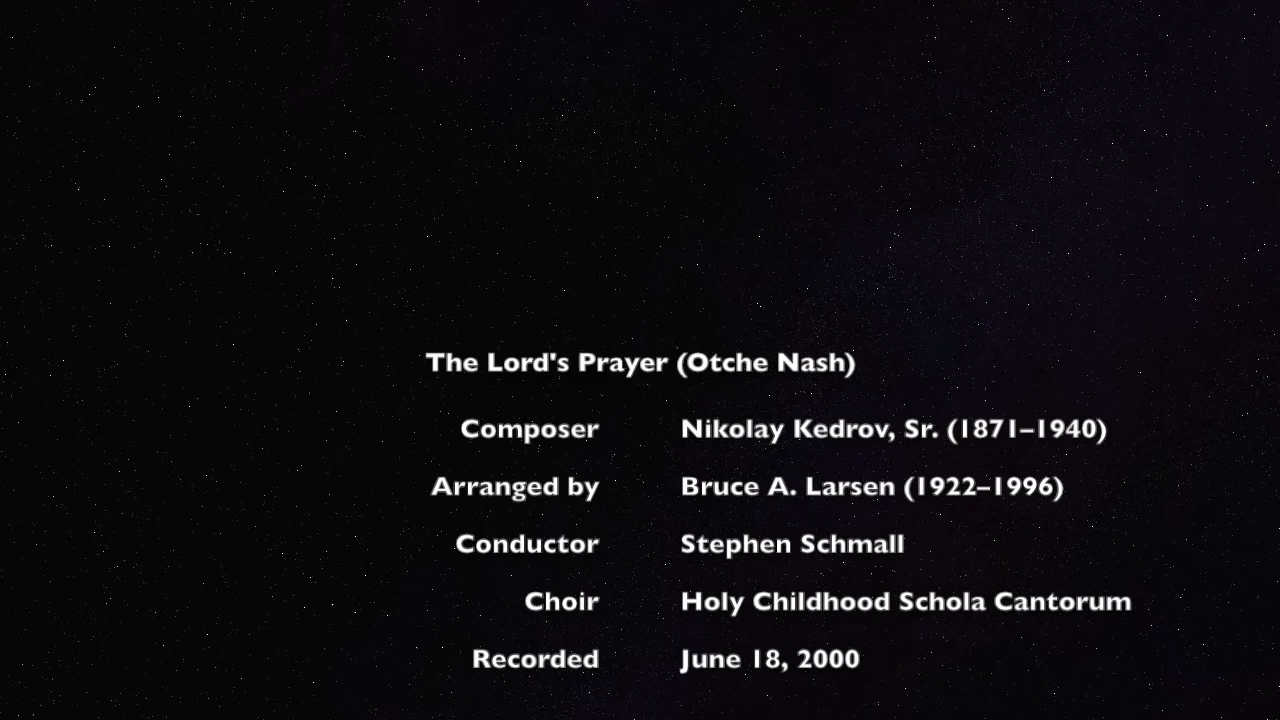 The Lord's Prayer (Otche Nash)
Composer Nikolay Kedrov, Sr. (1871–1940)
Arranged by Bruce A. Larsen (1922–1996)
Conductor Stephen Schmall
Choir Holy Childhood Schola Cantorum
Recorded June 18, 2000